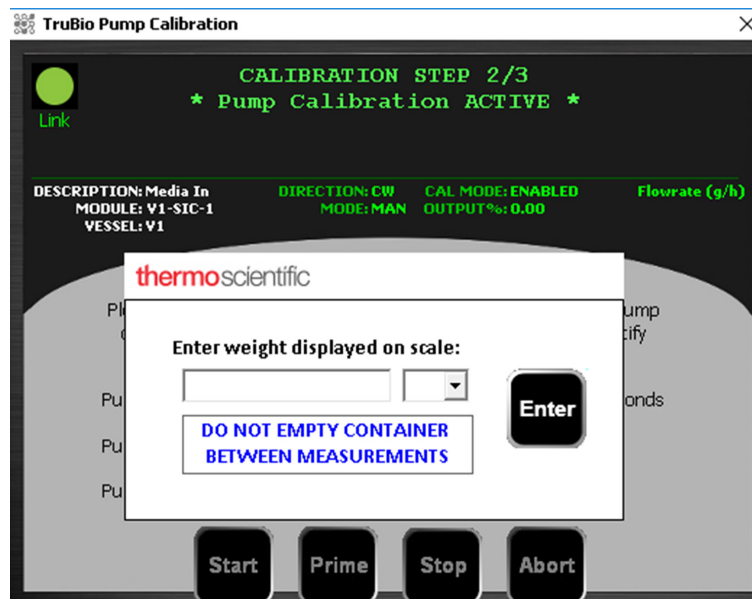 TruBio Pump Calibration
CALIBRATION STEP 2/3
* Pump Calibration ACTIVE *
Link
DESCRIPTION: Media In DIRECTION: CW CAL MODE: ENABLED Flowrate (g/h)
MODULE: V1-SIC-1 MODE: MAN OUTPUT%: 0.00
VESSEL: V1
thermoscientific
Enter weight displayed on scale:
Enter
DO NOT EMPTY CONTAINER
BETWEEN MEASUREMENTS
Start Prime Stop Abort